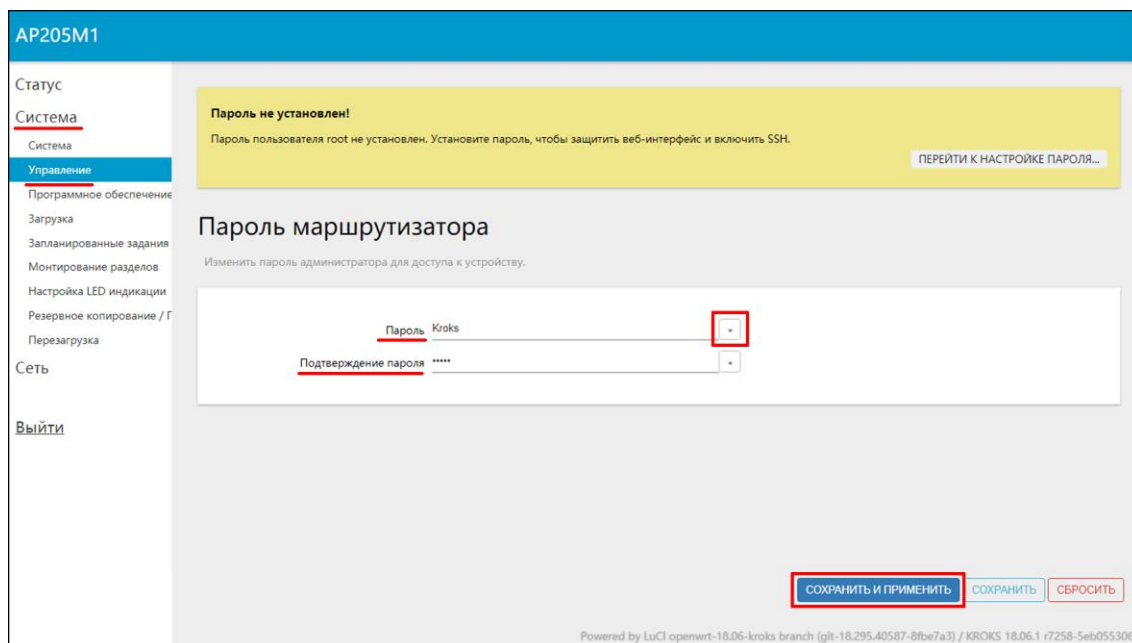 AP205M1
Статус
Система
Система
Управление
Программное обеспечение
Загрузка
Запланированные задания
Монтирование разделов
Настройка LED индикации
Резервное копирование / П
Перезагрузка
Сеть
Выйти
Пароль не установлен!
Пароль пользователя root не установлен. Установите пароль, чтобы защитить веб-интерфейс и включить SSH.
ПЕРЕЙТИ К НАСТРОЙКЕ ПАРОЛЯ...
Пароль маршрутизатора
Изменить пароль администратора для доступа к устройству.
Пароль Kroks *
Подтверждение пароля ••••• *
СОХРАНИТЬ И ПРИМЕНИТЬ СОХРАНИТЬ СБРОСИТЬ
Powered by LuCI openwrt-18.06-kroks branch (git-18.295.40587-8fbe7a3) / KROKS 18.06.1 r7258-5eb055306